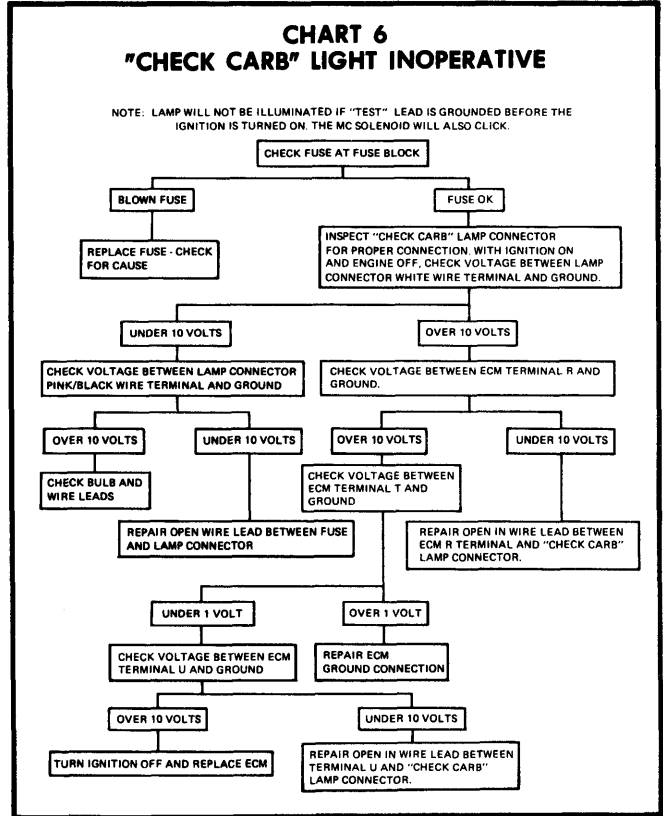 CHART 6
"CHECK CARB" LIGHT INOPERATIVE
NOTE: LAMP WILL NOT BE ILLUMINATED IF "TEST" LEAD IS GROUNDED BEFORE THE
IGNITION IS TURNED ON. THE MC SOLENOID WILL ALSO CLICK.
CHECK FUSE AT FUSE BLOCK
BLOWN FUSE
FUSE OK
REPLACE FUSE - CHECK
FOR CAUSE
INSPECT "CHECK CARB" LAMP CONNECTOR
FOR PROPER CONNECTION. WITH IGNITION ON
AND ENGINE OFF, CHECK VOLTAGE BETWEEN LAMP
CONNECTOR WHITE WIRE TERMINAL AND GROUND.
UNDER 10 VOLTS
OVER 10 VOLTS
CHECK VOLTAGE BETWEEN LAMP CONNECTOR
PINK/BLACK WIRE TERMINAL AND GROUND
CHECK VOLTAGE BETWEEN ECM TERMINAL R AND
GROUND.
OVER 10 VOLTS
UNDER 10 VOLTS
OVER 10 VOLTS
UNDER 10 VOLTS
CHECK BULB AND
WIRE LEADS
CHECK VOLTAGE BETWEEN
ECM TERMINAL T AND
GROUND
REPAIR OPEN WIRE LEAD BETWEEN FUSE
AND LAMP CONNECTOR
REPAIR OPEN IN WIRE LEAD BETWEEN
ECM R TERMINAL AND "CHECK CARB"
LAMP CONNECTOR.
UNDER 1 VOLT
OVER 1 VOLT
CHECK VOLTAGE BETWEEN ECM
TERMINAL U AND GROUND
REPAIR ECM
GROUND CONNECTION
OVER 10 VOLTS
UNDER 10 VOLTS
TURN IGNITION OFF AND REPLACE ECM
REPAIR OPEN IN WIRE LEAD BETWEEN
TERMINAL U AND "CHECK CARB"
LAMP CONNECTOR.